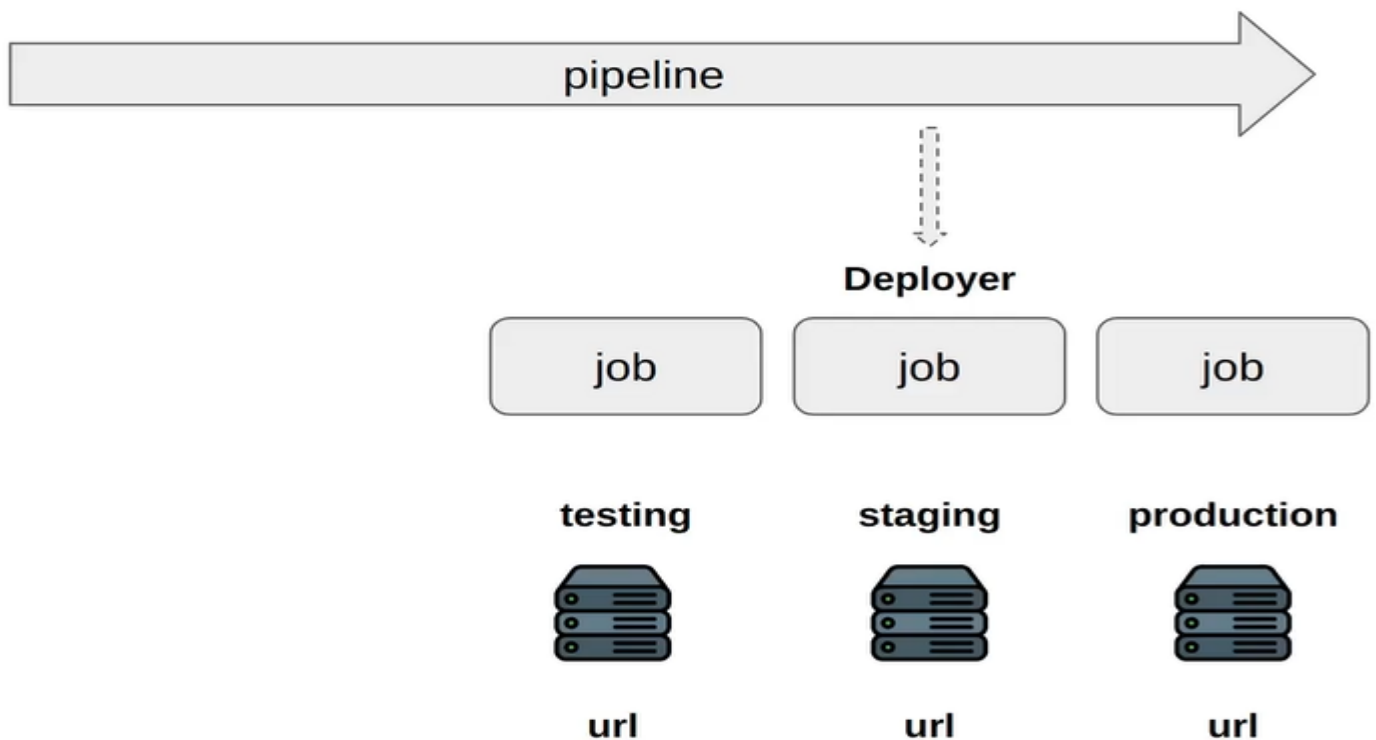 pipeline
Deployer
job job job
testing staging production
url url url